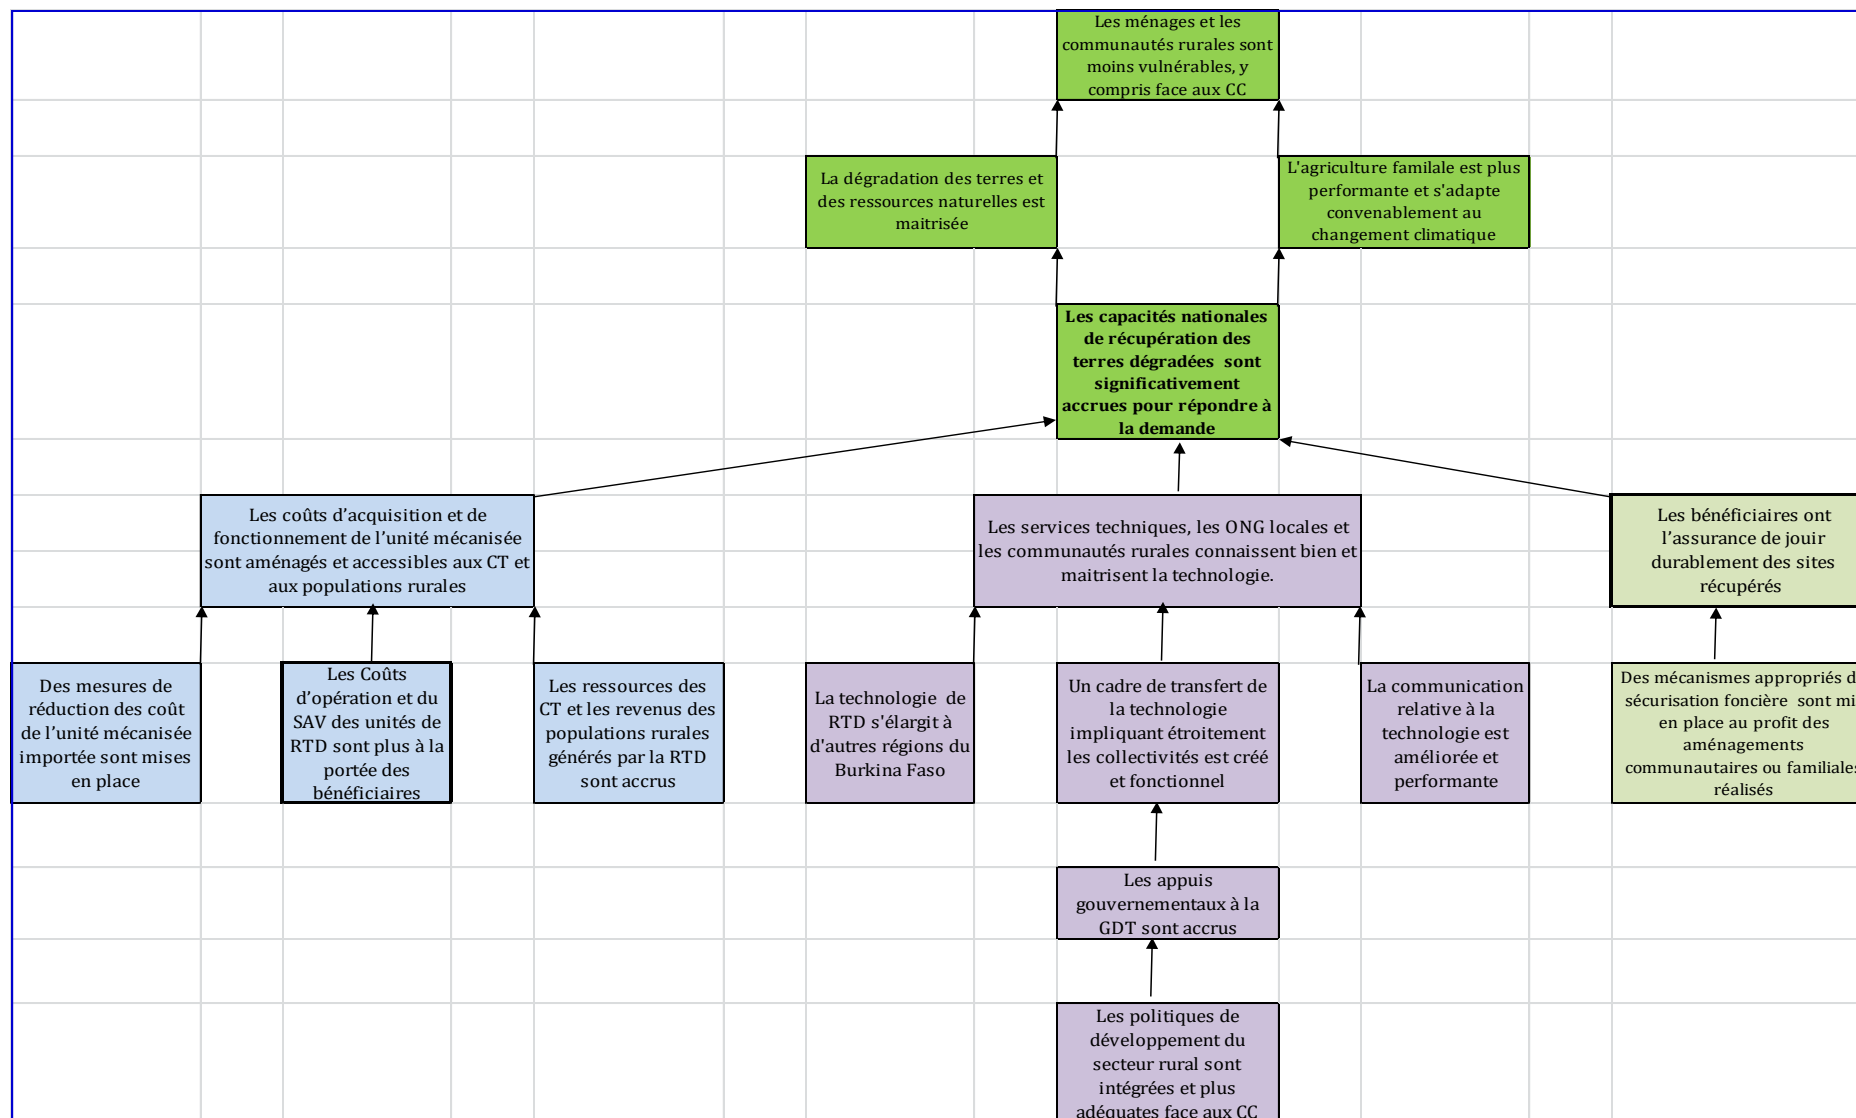 Les ménages et les
communautés rurales sont
moins vulnérables, y
compris face aux CC
La dégradation des terres et
des ressources naturelles est
maitrisée
L'agriculture familale est plus
performante et s'adapte
convenablement au
changement climatique
Les capacités nationales
de récupération des
terres dégradées sont
significativement
accrues pour répondre à
la demande
Les coûts d’acquisition et de
fonctionnement de l’unité mécanisée
sont aménagés et accessibles aux CT et
aux populations rurales
Les services techniques, les ONG locales et
les communautés rurales connaissent bien et
maitrisent la technologie.
Les bénéficiaires ont
l’assurance de jouir
durablement des sites
récupérés
Des mesures de
réduction des coût
de l’unité mécanisée
importée sont mises
en place
Les Coûts
d’opération et du
SAV des unités de
RTD sont plus à la
portée des
bénéficiaires
Les ressources des
CT et les revenus des
populations rurales
générés par la RTD
sont accrus
La technologie de
RTD s'élargit à
d'autres régions du
Burkina Faso
Un cadre de transfert de
la technologie
impliquant étroitement
les collectivités est créé
et fonctionnel
La communication
relative à la
technologie est
améliorée et
performante
Des mécanismes appropriés
sécurisation foncière sont
en place au profit des
aménagements
communautaires ou familiales
réalisés
Les appuis
gouvernementaux à la
GDT sont accrus
Les politiques de
développement du
secteur rural sont
intégrées et plus
adéquates face aux CC